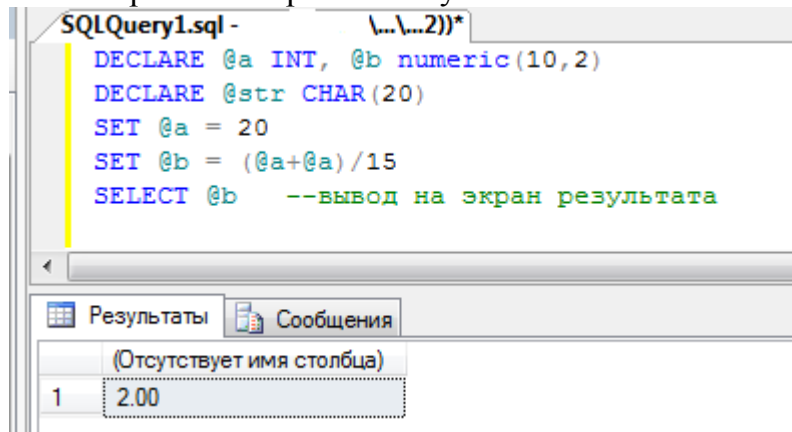 SQLQuery1.sql - \...\...2))*
DECLARE @a INT, @b numeric(10,2)
DECLARE @str CHAR(20)
SET @a = 20
SET @b = (@a+@a)/15
SELECT @b --вывод на экран результата
Результаты Сообщения
(Отсутствует имя столбца)
1 2.00